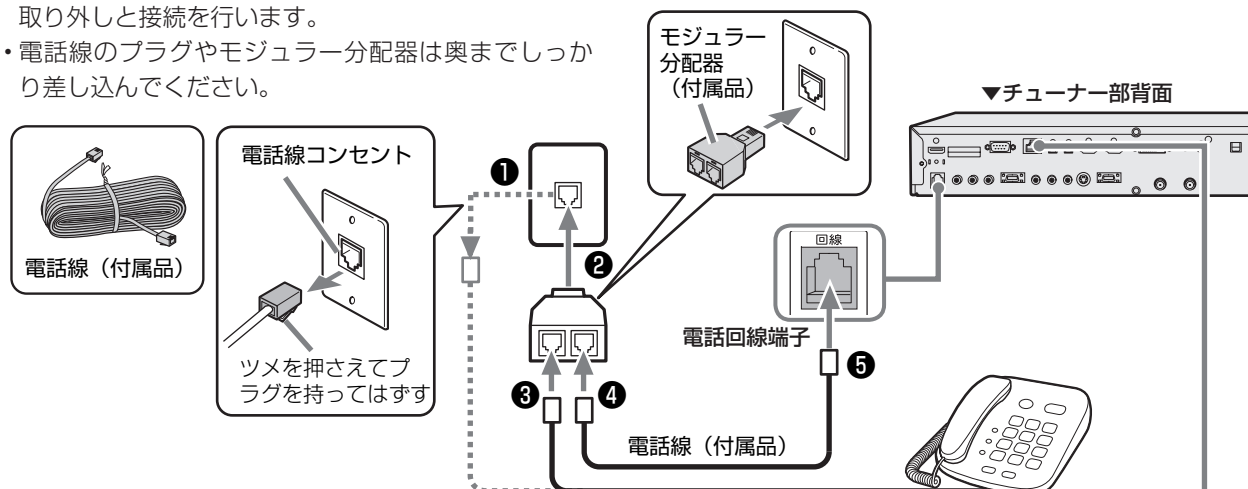 取り外しと接続を行います。
・電話線のプラグやモジュラー分配器は奥までしっか
り差し込んでください。
電話線（付属品）
電話線コンセント
ツメを押さえてプ
ラグを持ってはずす
❶
❷
モジュラー
分配器
（付属品）
▼チューナー部背面
回線
電話回線端子
❸
❹
❺
電話線（付属品）